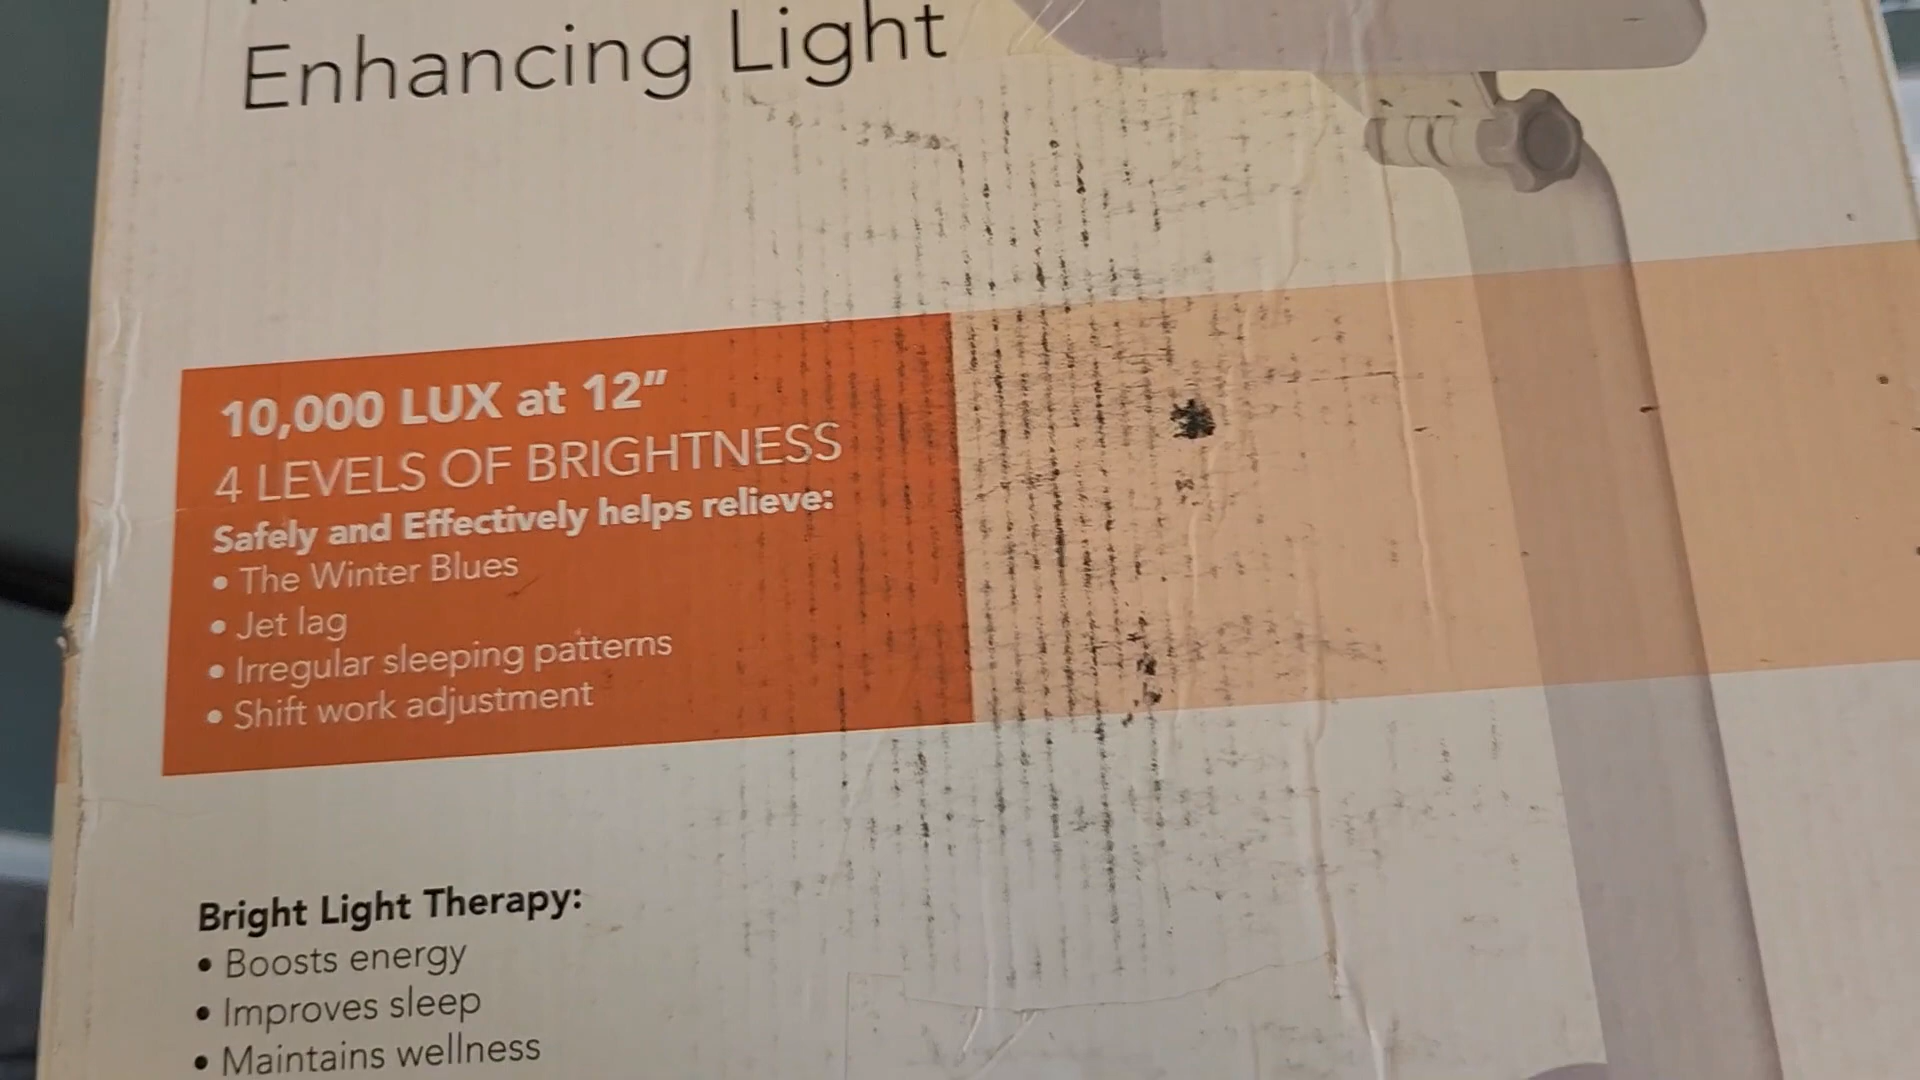 Enhancing Light
10,000 LUX at 12"
4 LEVELS OF BRIGHTNESS
Safely and Effectively helps relieve:
• The Winter Blues
• Jet lag
• Irregular sleeping patterns
• Shift work adjustment
Bright Light Therapy:
• Boosts energy
• Improves sleep
• Maintains wellness